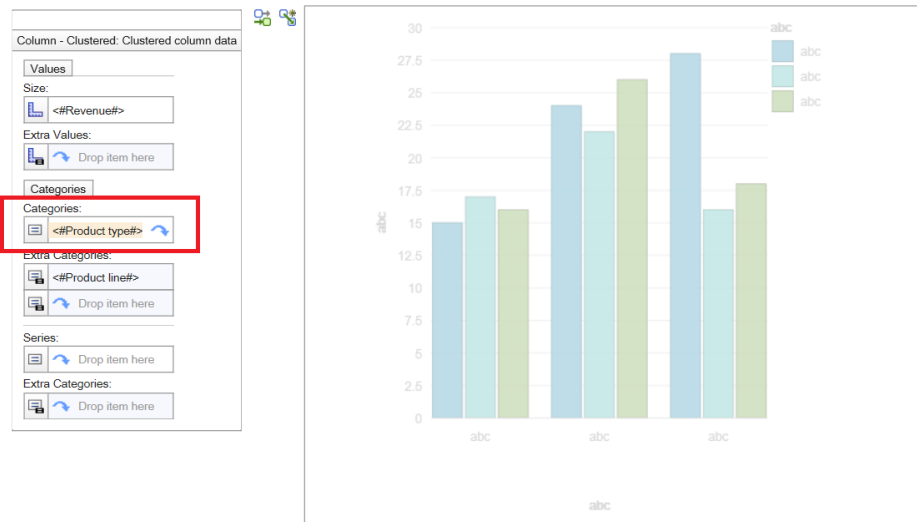 Column - Clustered: Clustered column data
Values
Size:
<#Revenue#>
Extra Values:
Drop item here
Categories
Categories:
<#Product type#>
Extra Categories:
<#Product line#>
Drop item here
Series:
Drop item here
Extra Categories:
Drop item here
30
27.5
25
22.5
20
17.5
15
12.5
10
7.5
5
2.5
0
abc
abc abc abc
abc
abc
abc
abc
abc